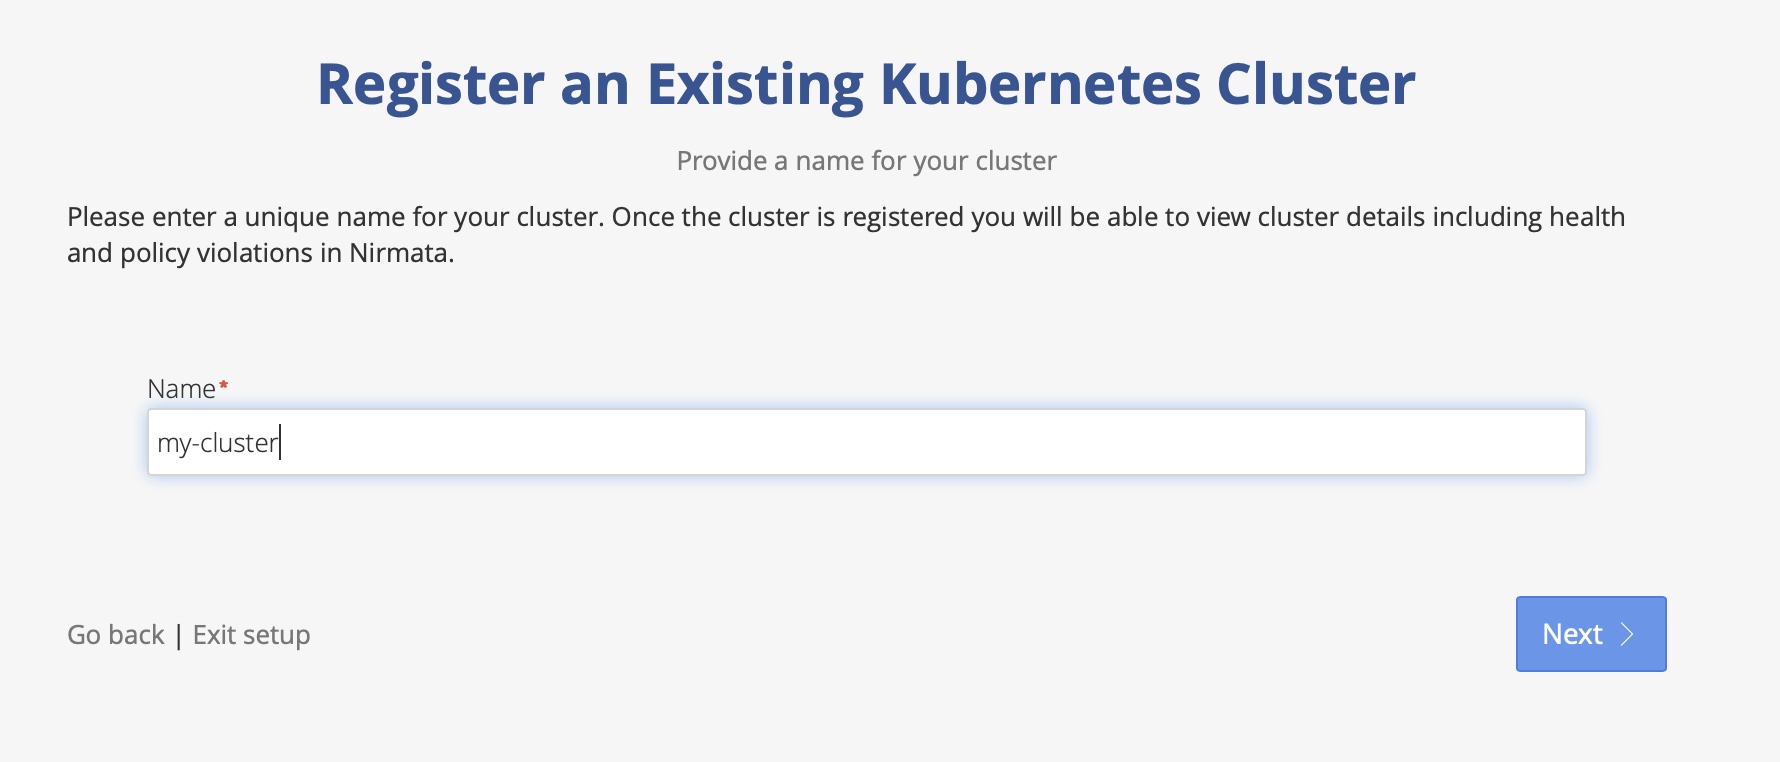 Register an Existing Kubernetes Cluster
Provide a name for your cluster
Please enter a unique name for your cluster. Once the cluster is registered you will be able to view cluster details including health
and policy violations in Nirmata.
Name*
my-cluster
Go back | Exit setup
Next